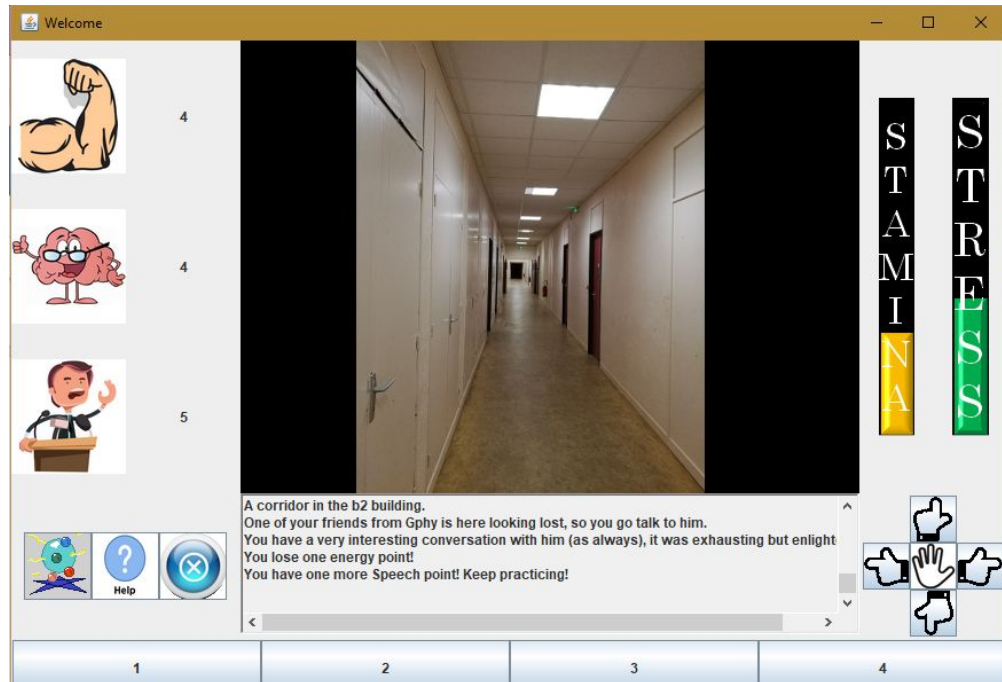 Welcome
4
4
5
STAMINA
STRESS
A corridor in the b2 building.
One of your friends from Gphy is here looking lost, so you go talk to him.
You have a very interesting conversation with him (as always), it was exhausting but enlight
You lose one energy point!
You have one more Speech point! Keep practicing!
?
Help
1 2 3 4